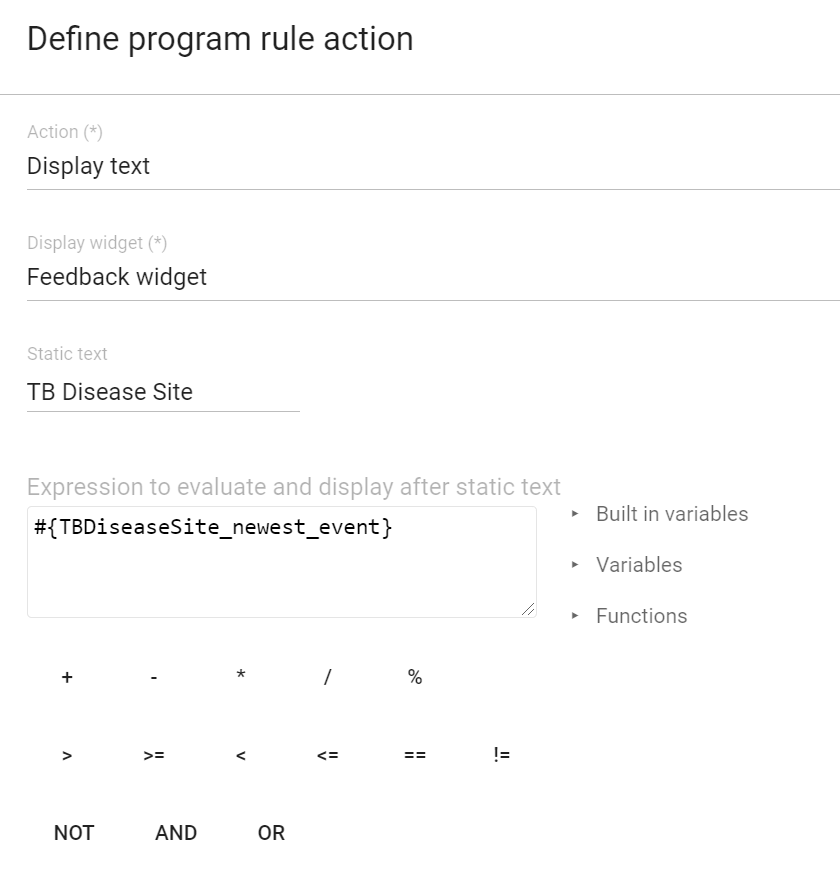 Define program rule action
Action (*)
Display text
Display widget (*)
Feedback widget
Static text
TB Disease Site
Expression to evaluate and display after static text
#{TBDiseaseSite_newest_event}
Built in variables
Variables
Functions
+ - * / %
> >= < <= == !=
NOT AND OR